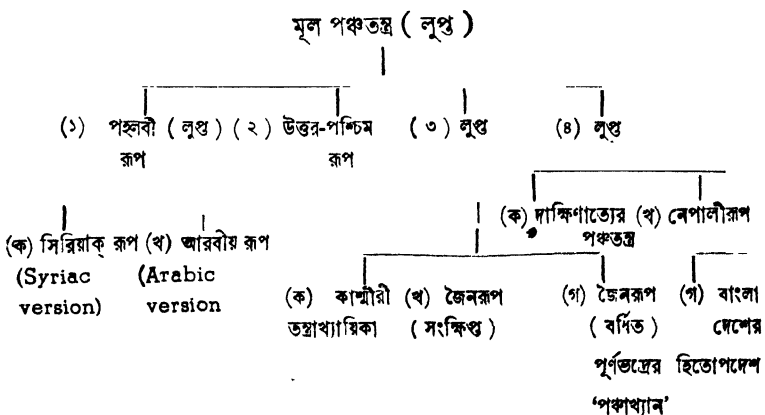 মূল পঞ্চতন্ত্র ( লুপ্ত )
(১) পহ্লবী ( লুপ্ত ) (২) উত্তর-পশ্চিম (৩) লুপ্ত (৪) লুপ্ত
রূপ রূপ
(ক) দাক্ষিণাত্যের (খ) নেপালীরূপ
পঞ্চতন্ত্র
(ক) সিরিয়াক্ রূপ (খ) আরবীয় রূপ
(Syriac (Arabic
version) version
(ক) কাশ্মীরী (খ) জৈনরূপ (গ) জৈনরূপ (গ) বাংলা
তন্ত্রাখ্যায়িকা ( সংক্ষিপ্ত ) ( বর্ধিত ) দেশের
পূর্ণভদ্রের হিতোপদেশ
‘পঞ্চাখ্যান’